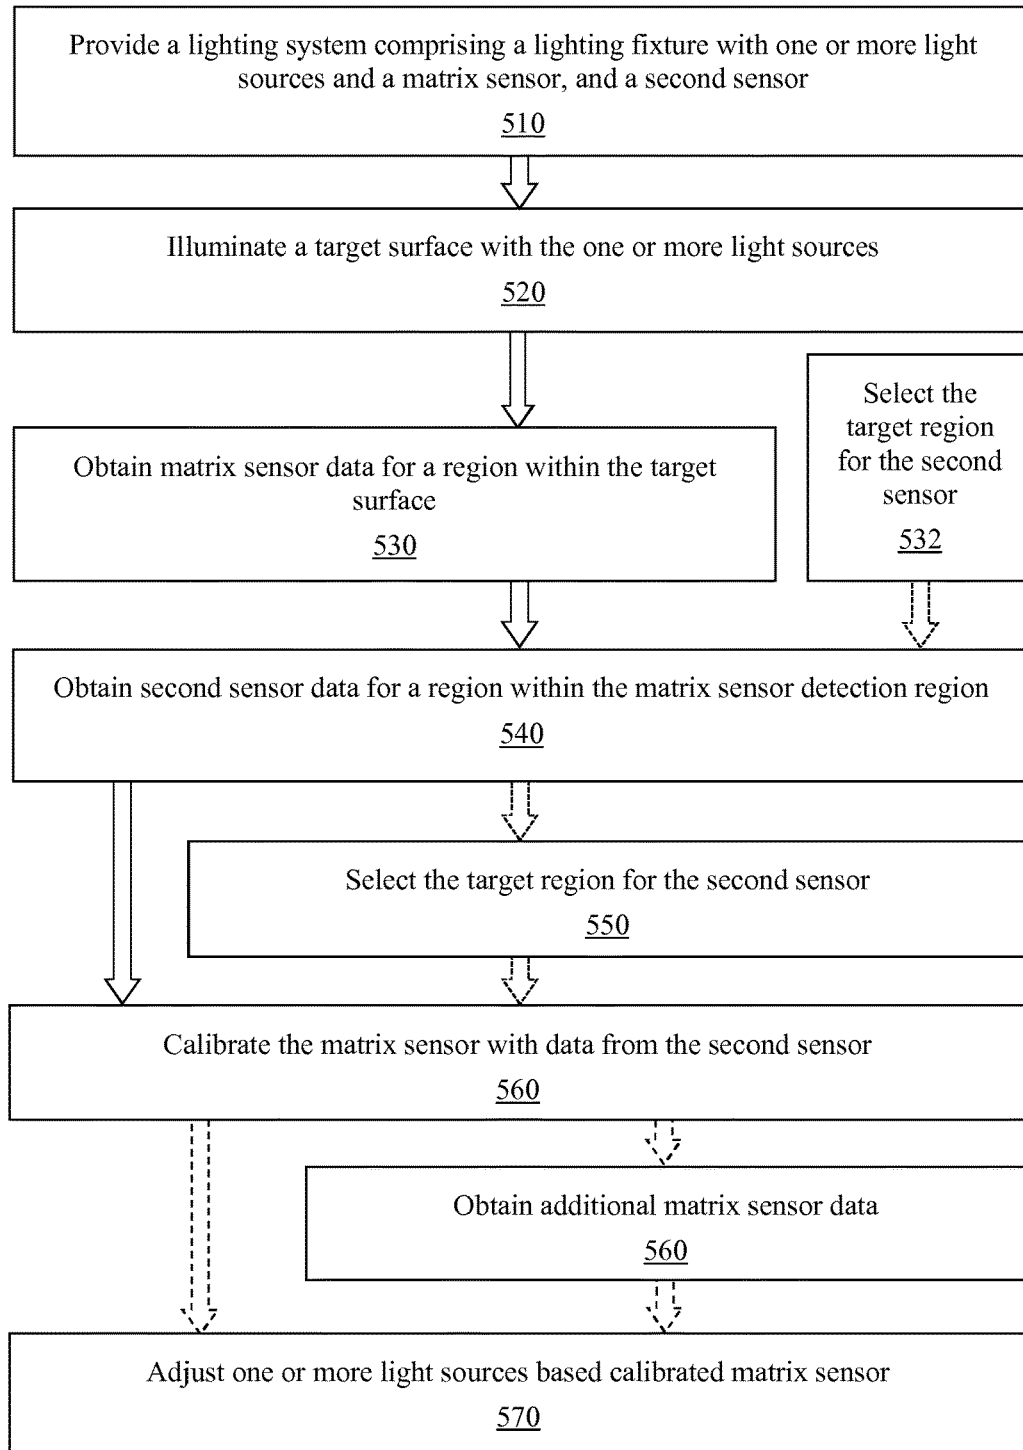 Provide a lighting system comprising a lighting fixture with one or more light
sources and a matrix sensor, and a second sensor
510
Illuminate a target surface with the one or more light sources
520
Obtain matrix sensor data for a region within the target
surface
530
Select the
target region
for the second
sensor
532
Obtain second sensor data for a region within the matrix sensor detection region
540
Select the target region for the second sensor
550
Calibrate the matrix sensor with data from the second sensor
560
Obtain additional matrix sensor data
560
Adjust one or more light sources based calibrated matrix sensor
570